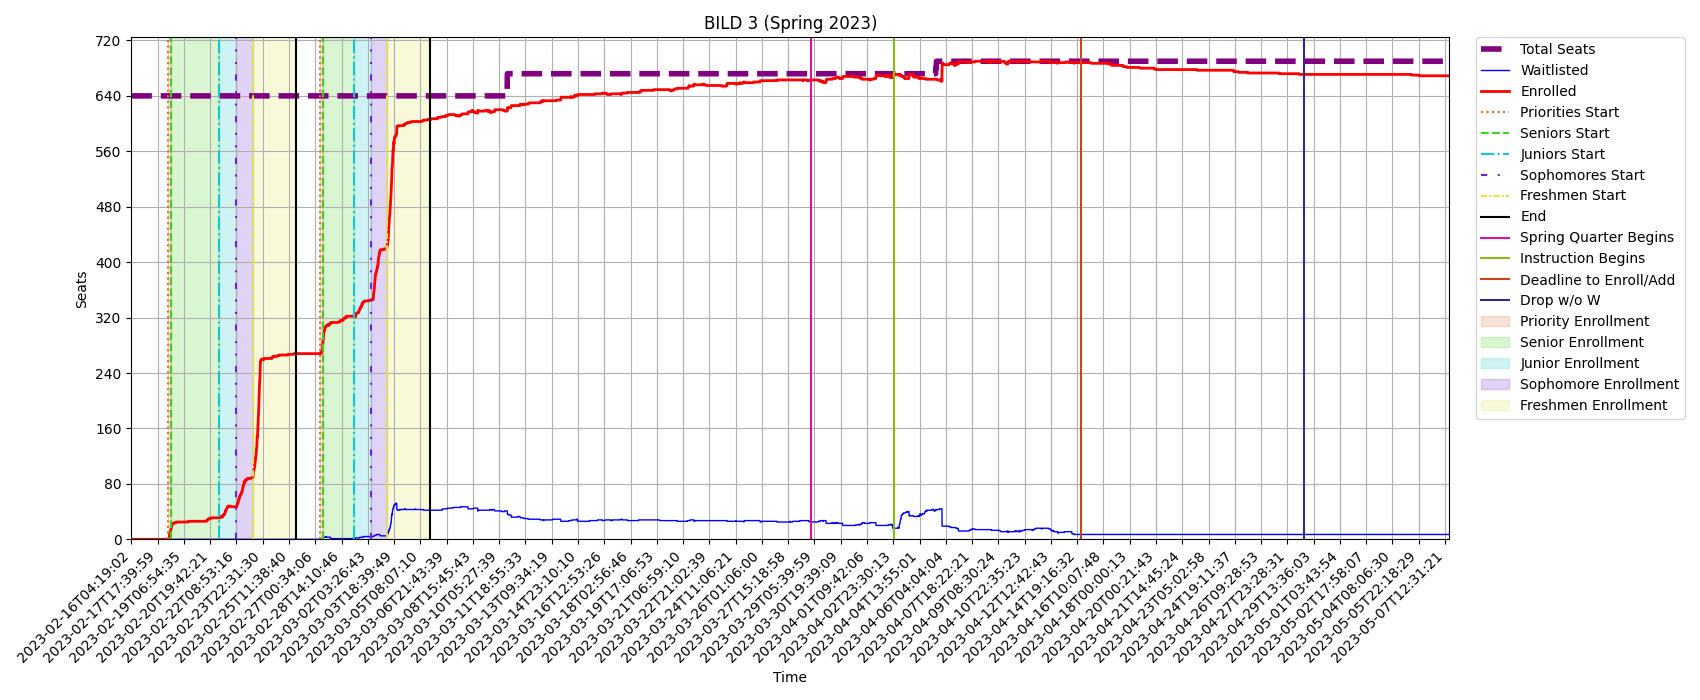 BILD 3 (Spring 2023)
Seats
720
640
560
480
400
320
240
160
80
0
2023-02-16T04:19:02
2023-02-17T17:39:59
2023-02-19T06:54:35
2023-02-20T19:42:21
2023-02-22T08:53:16
2023-02-23T22:31:30
2023-02-25T11:38:40
2023-02-27T00:34:06
2023-02-28T14:10:46
2023-03-02T03:26:43
2023-03-03T18:39:49
2023-03-05T08:07:10
2023-03-06T21:43:39
2023-03-08T15:45:43
2023-03-10T05:27:39
2023-03-11T18:55:33
2023-03-13T09:34:19
2023-03-14T23:10:10
2023-03-16T12:53:26
2023-03-18T02:56:46
2023-03-19T17:06:53
2023-03-21T06:59:10
2023-03-22T21:02:39
2023-03-24T11:06:21
2023-03-26T01:06:00
2023-03-27T15:18:58
2023-03-29T05:39:59
2023-03-30T19:39:09
2023-04-01T09:42:06
2023-04-02T23:30:13
2023-04-04T13:55:01
2023-04-06T04:04:04
2023-04-07T18:22:21
2023-04-09T08:30:24
2023-04-10T22:35:23
2023-04-12T12:42:43
2023-04-14T19:16:32
2023-04-16T10:07:48
2023-04-18T00:00:13
2023-04-20T00:21:43
2023-04-21T14:45:24
2023-04-23T05:02:58
2023-04-24T19:11:37
2023-04-26T09:28:53
2023-04-27T23:28:31
2023-04-29T13:36:03
2023-05-01T03:43:54
2023-05-02T17:58:07
2023-05-04T08:06:30
2023-05-05T22:18:29
2023-05-07T12:31:21
Time
Total Seats
Waitlisted
Enrolled
Priorities Start
Seniors Start
Juniors Start
Sophomores Start
Freshmen Start
End
Spring Quarter Begins
Instruction Begins
Deadline to Enroll/Add
Drop w/o W
Priority Enrollment
Senior Enrollment
Junior Enrollment
Sophomore Enrollment
Freshmen Enrollment